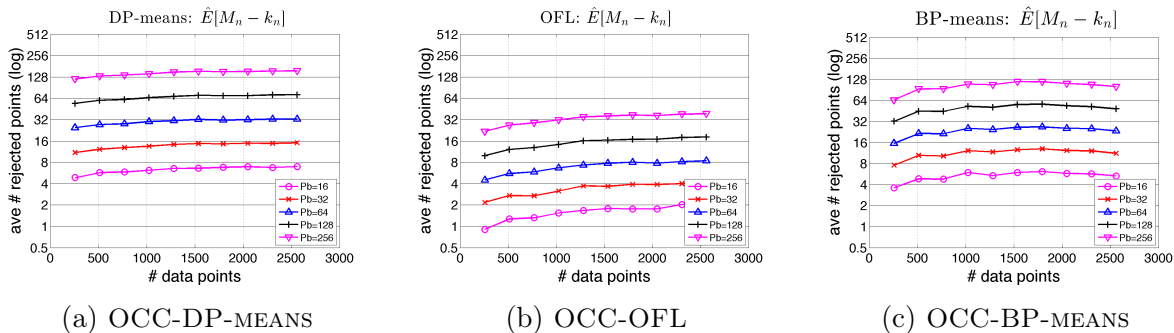 DP-means: Ê[Mₙ − kₙ]
ave # rejected points (log)
512
256
128
64
32
16
8
4
2
1
0.5
Pb=16
Pb=32
Pb=64
Pb=128
Pb=256
0 500 1000 1500 2000 2500 3000
# data points
(a) OCC-DP-MEANS
OFL: Ê[Mₙ − kₙ]
ave # rejected points (log)
512
256
128
64
32
16
8
4
2
1
0.5
Pb=16
Pb=32
Pb=64
Pb=128
Pb=256
0 500 1000 1500 2000 2500 3000
# data points
(b) OCC-OFL
BP-means: Ê[Mₙ − kₙ]
ave # rejected points (log)
512
256
128
64
32
16
8
4
2
1
0.5
Pb=16
Pb=32
Pb=64
Pb=128
Pb=256
0 500 1000 1500 2000 2500 3000
# data points
(c) OCC-BP-MEANS